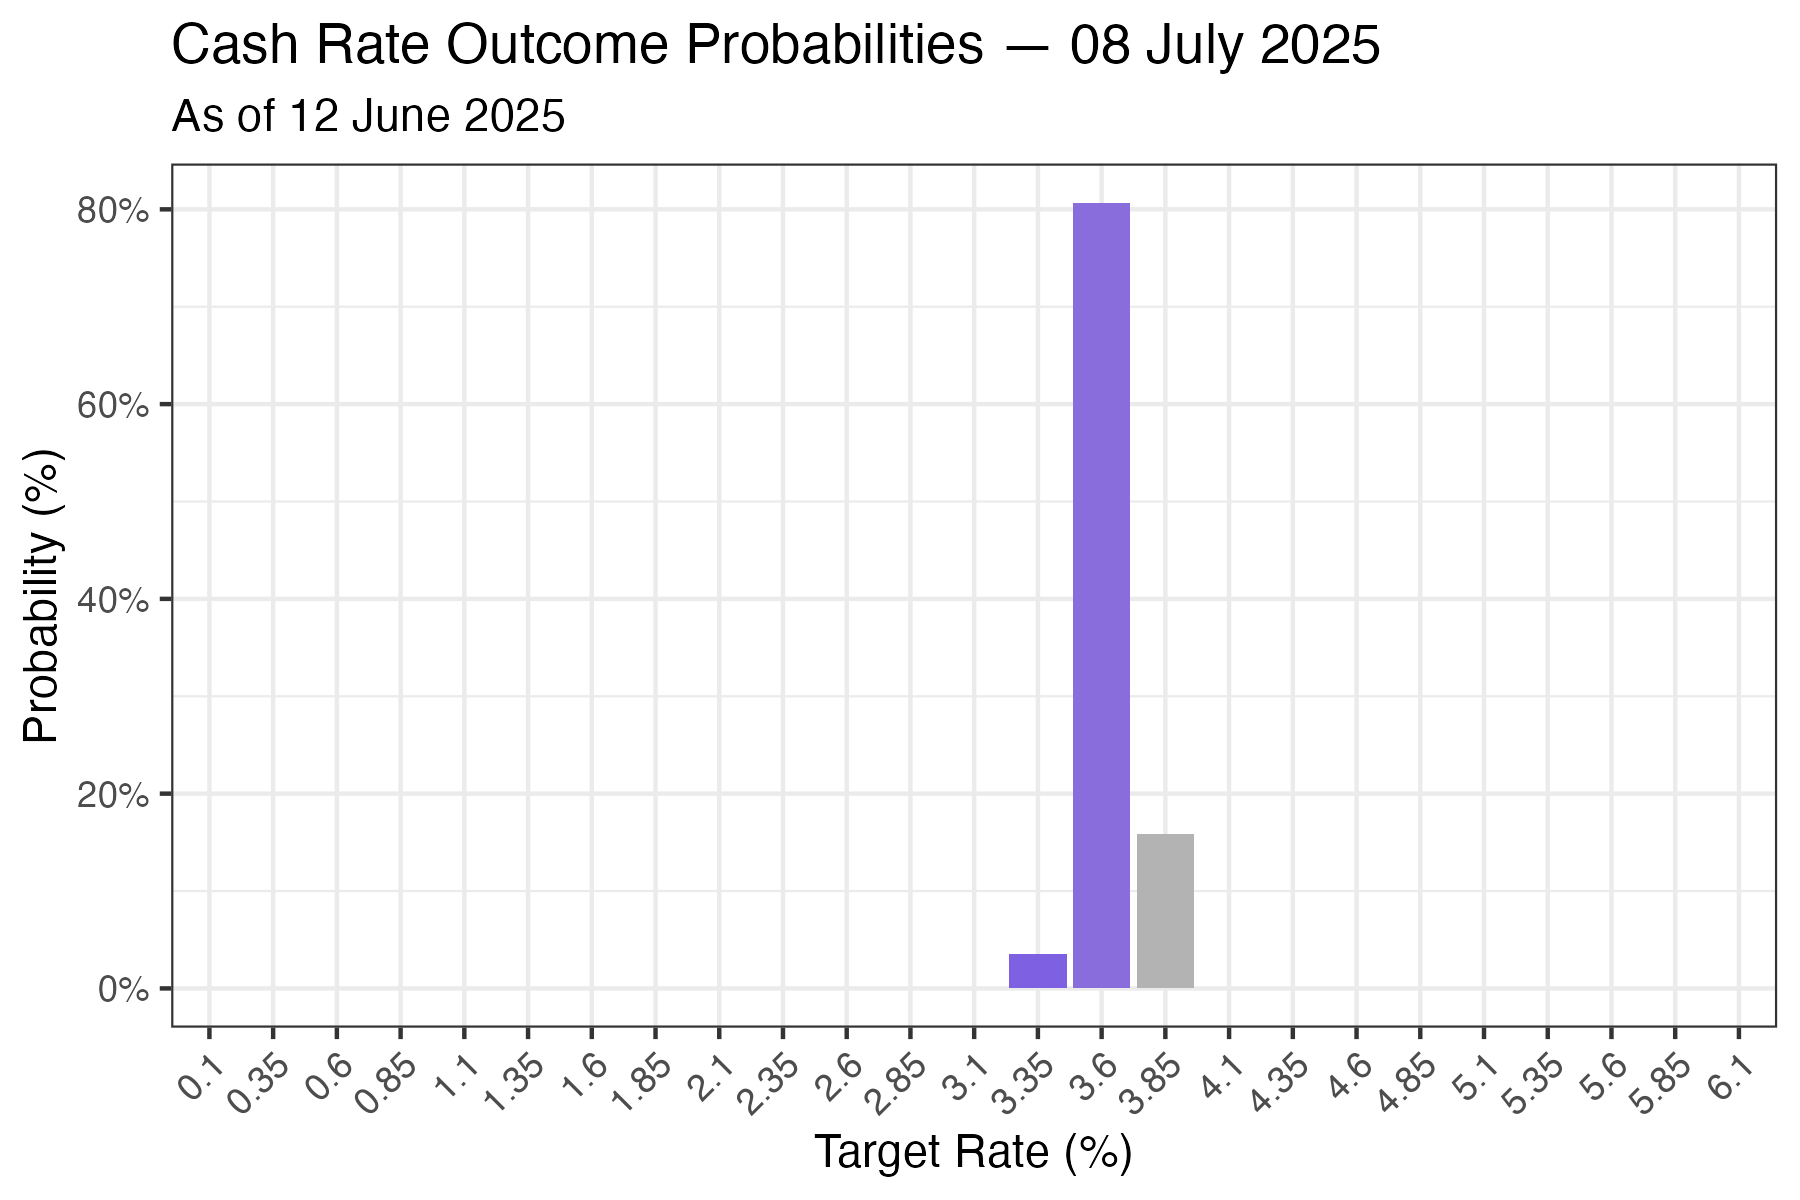 Cash Rate Outcome Probabilities — 08 July 2025
As of 12 June 2025
Probability (%)
80%
60%
40%
20%
0%
0.1 0.35 0.6 0.85 1.1 1.35 1.6 1.85 2.1 2.35 2.6 2.85 3.1 3.35 3.6 3.85 4.1 4.35 4.6 4.85 5.1 5.35 5.6 5.85 6.1
Target Rate (%)